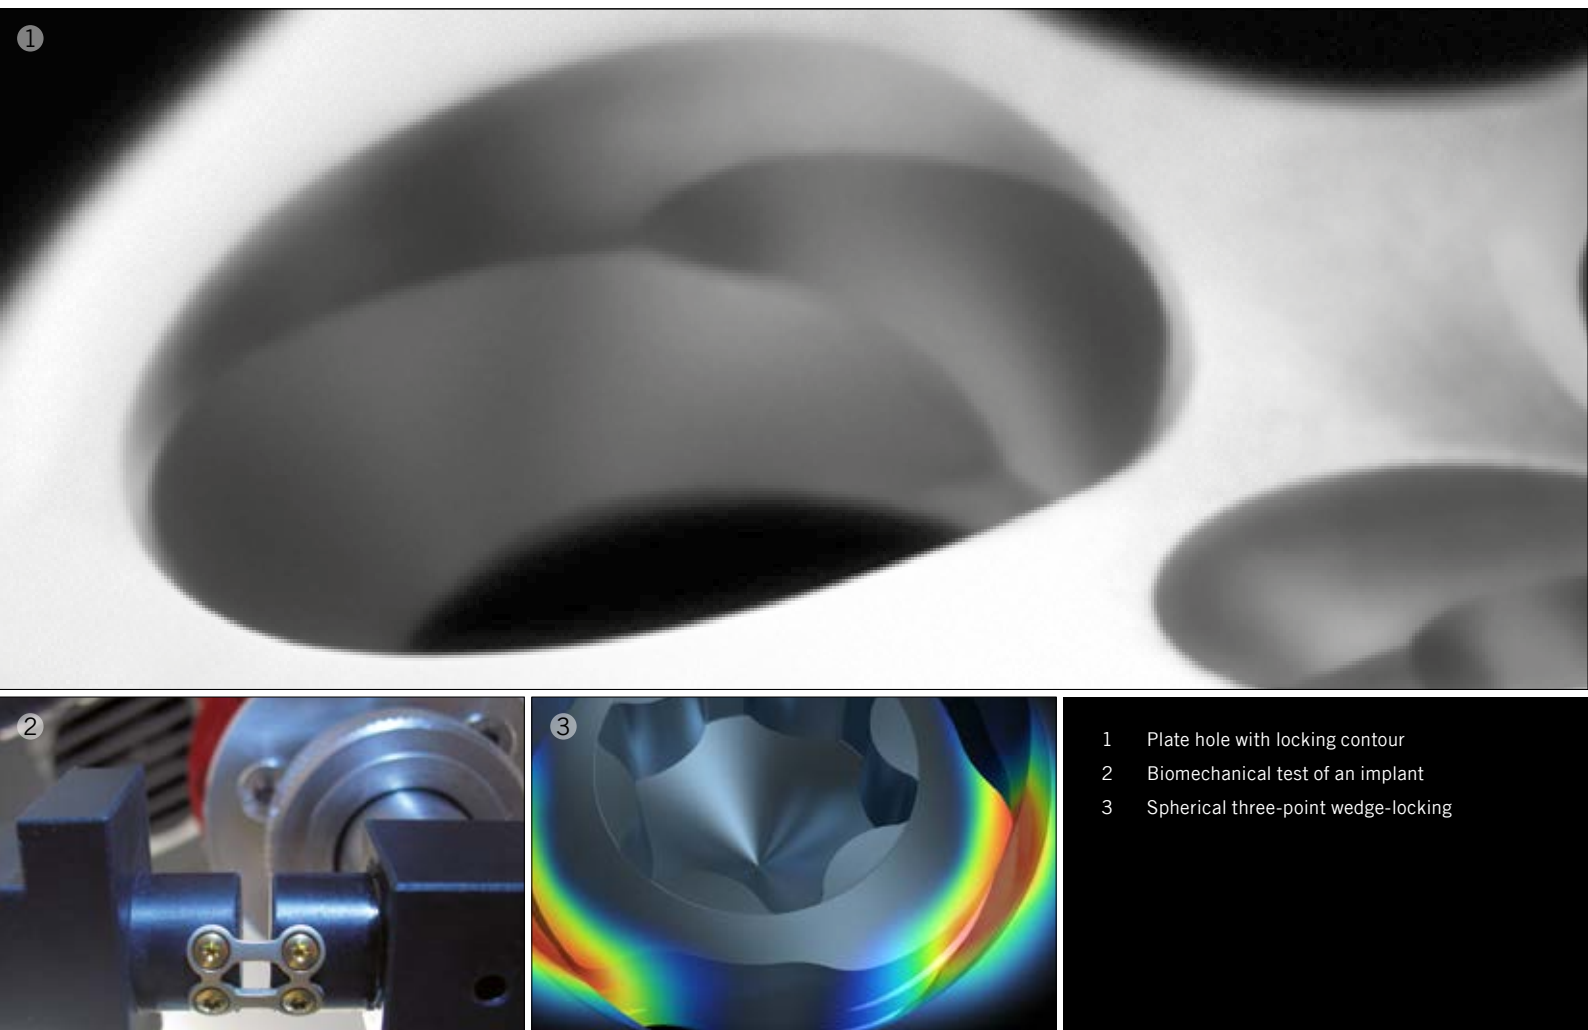 1
2
3
1 Plate hole with locking contour
2 Biomechanical test of an implant
3 Spherical three-point wedge-locking